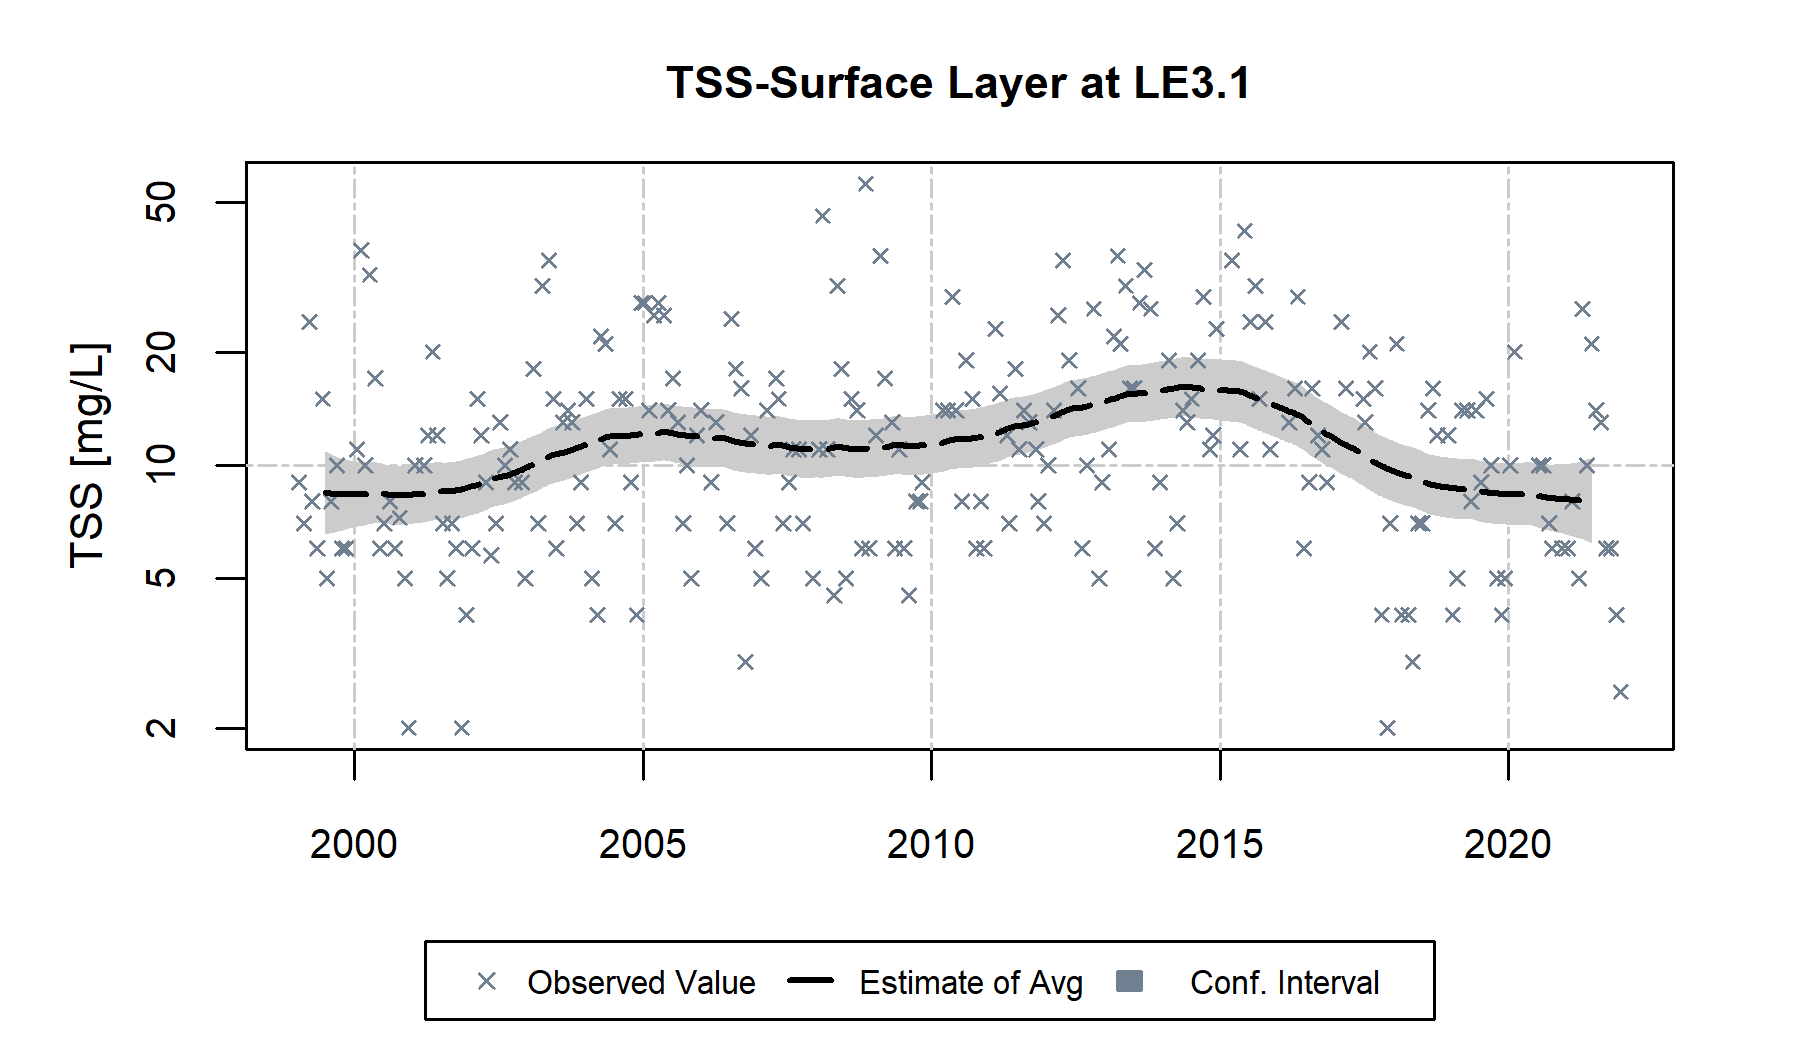 TSS-Surface Layer at LE3.1
TSS [mg/L]
50
20
10
5
2
2000 2005 2010 2015 2020
Observed Value Estimate of Avg Conf. Interval